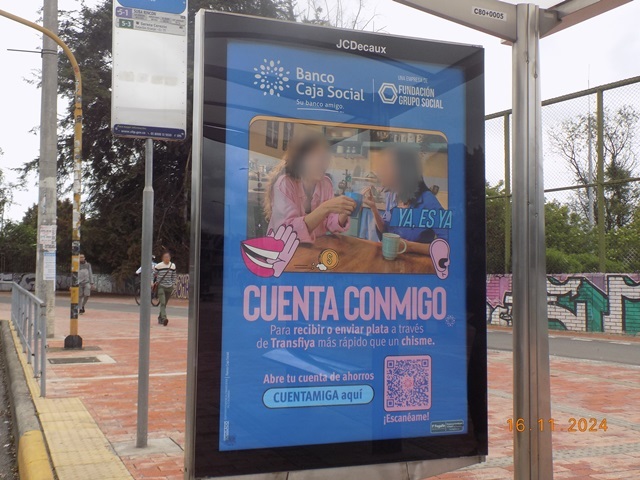 C80+0005
JCDecaux
Banco
Caja Social
Su banco amigo.
UNA EMPRESA DE
FUNDACIÓN
GRUPO SOCIAL
YA. ES YA
CUENTA CONMIGO
Para recibir o enviar plata a través
de Transfiya más rápido que un chisme.
Abre tu cuenta de ahorros
CUENTAMIGA aquí
¡Escanéame!
16.11.2024